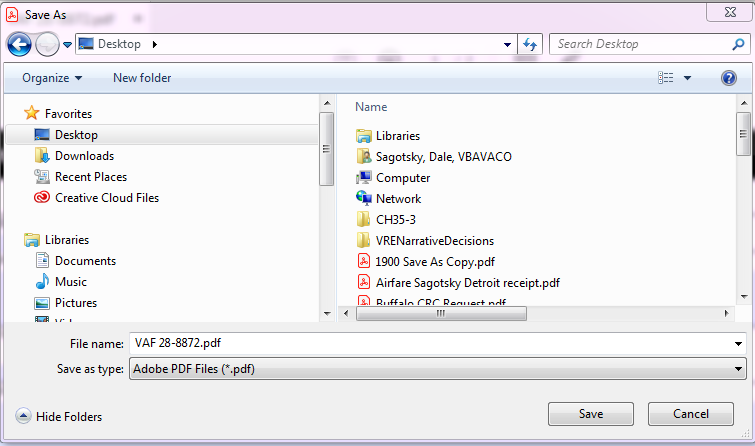 Save As
Desktop
Search Desktop
Organize
New folder
Favorites
Desktop
Downloads
Recent Places
Creative Cloud Files
Libraries
Documents
Music
Pictures
Name
Libraries
Sagotsky, Dale, VBAVACO
Computer
Network
CH35-3
VRENarrativeDecisions
1900 Save As Copy.pdf
Airfare Sagotsky Detroit receipt.pdf
Buffalo CRC Request.pdf
File name: VAF 28-8872.pdf
Save as type: Adobe PDF Files (*.pdf)
Hide Folders
Save
Cancel